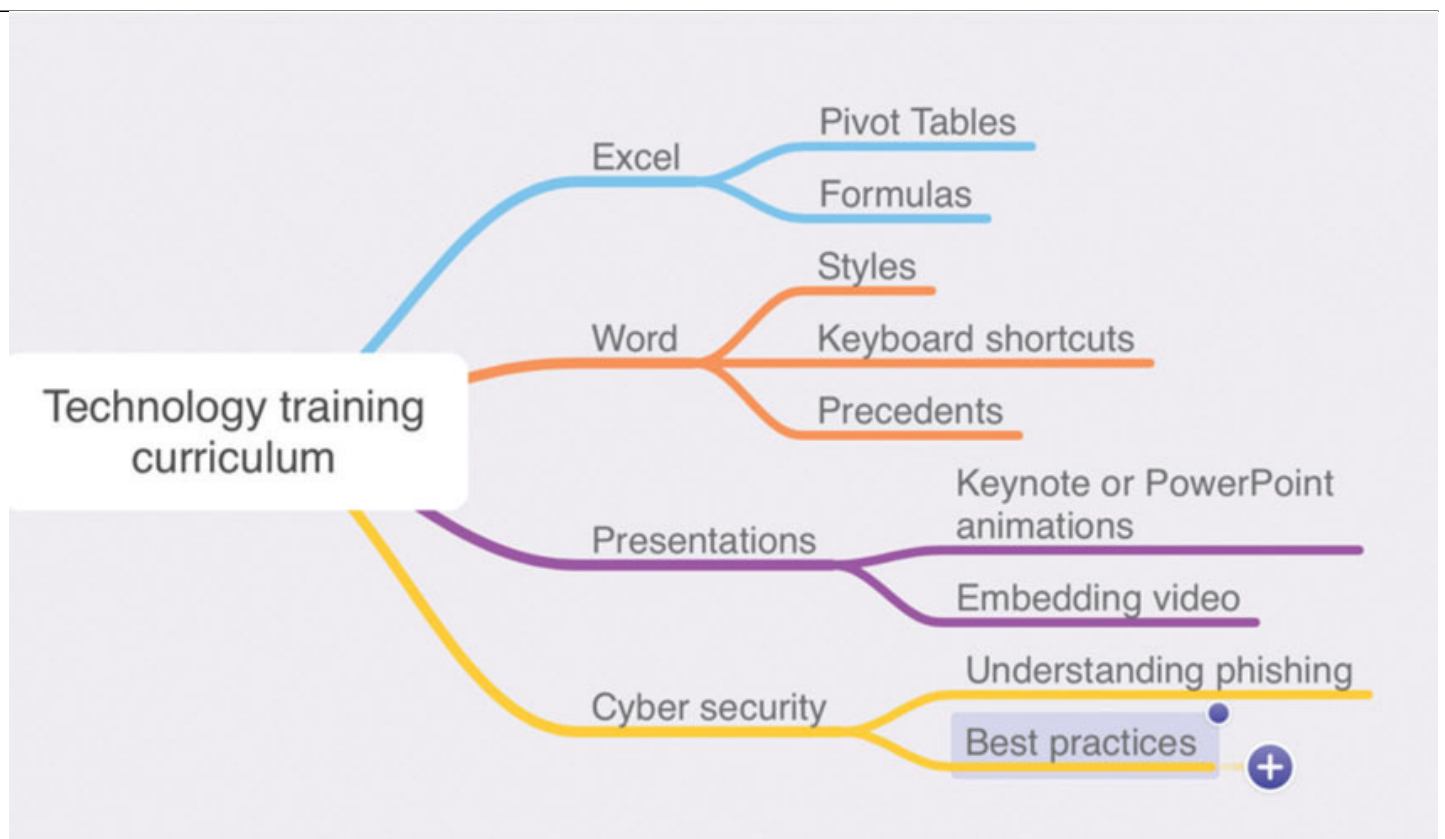 Technology training
curriculum
Excel
Pivot Tables
Formulas
Word
Styles
Keyboard shortcuts
Precedents
Presentations
Keynote or PowerPoint
animations
Embedding video
Cyber security
Understanding phishing
Best practices